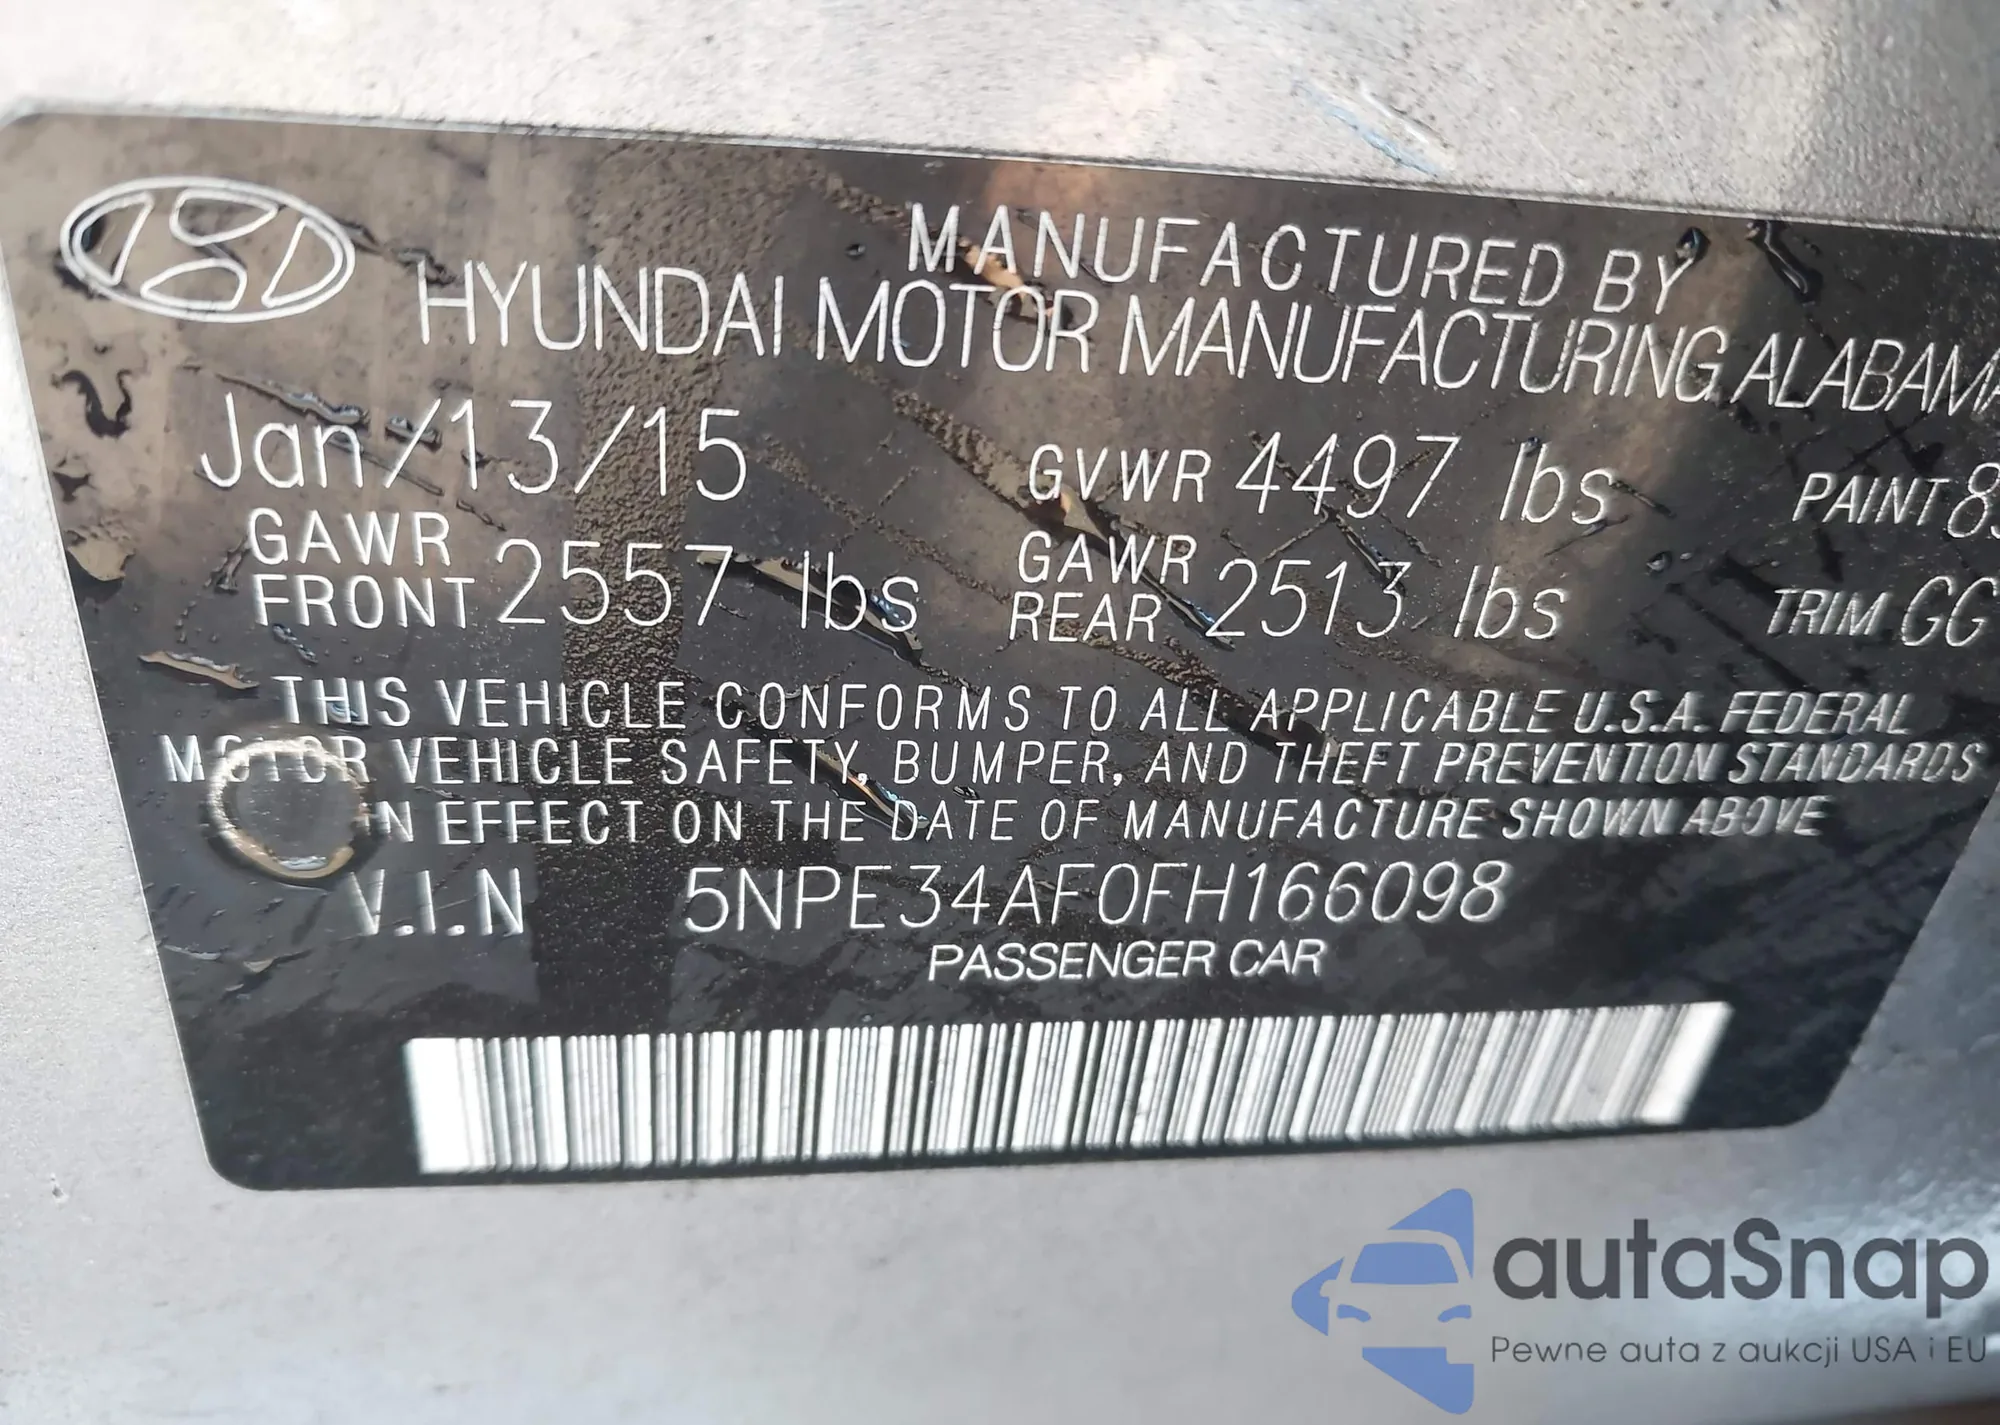 MANUFACTURED BY
HYUNDAI MOTOR MANUFACTURING ALABAMA
Jan/13/15 GVWR 4497 lbs PAINT
GAWR FRONT 2557 lbs GAWR REAR 2513 lbs TRIM GG
THIS VEHICLE CONFORMS TO ALL APPLICABLE U.S.A. FEDERAL
MOTOR VEHICLE SAFETY, BUMPER, AND THEFT PREVENTION STANDARDS
IN EFFECT ON THE DATE OF MANUFACTURE SHOWN ABOVE
V.I.N 5NPE34AF0FH166098
PASSENGER CAR
autaSnap
Pewne auta z aukcji USA i EU